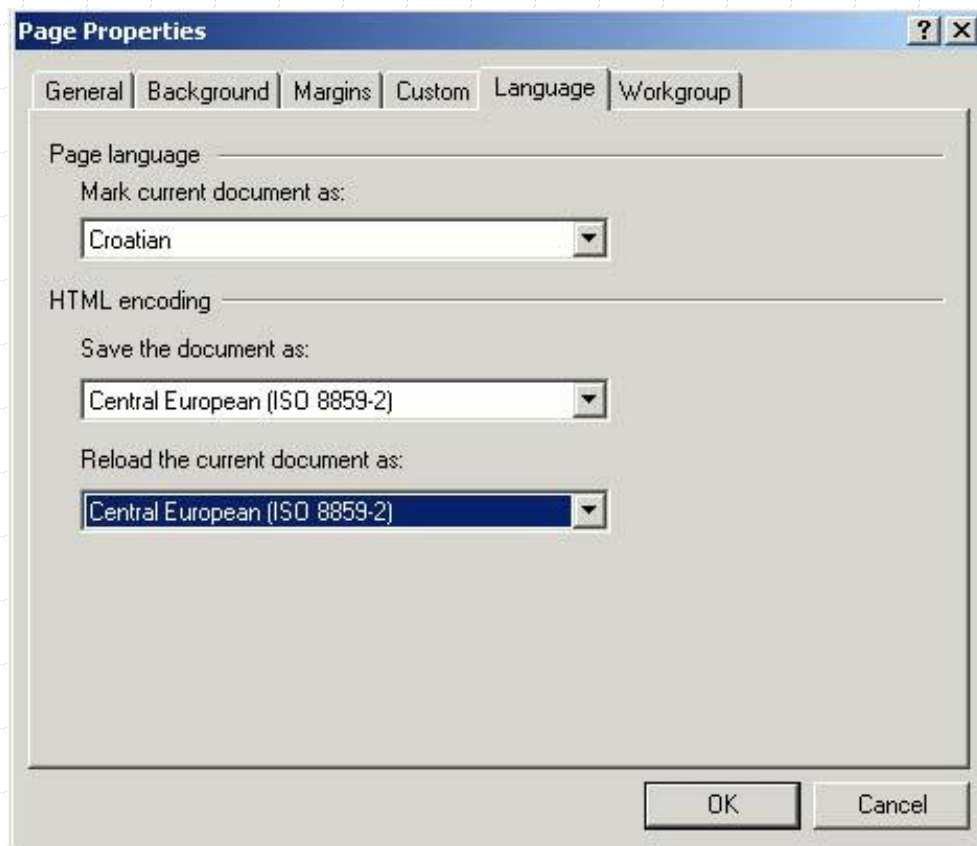 Page Properties
General Background Margins Custom Language Workgroup
Page language
Mark current document as:
Croatian
HTML encoding
Save the document as:
Central European (ISO 8859-2)
Reload the current document as:
Central European (ISO 8859-2)
OK Cancel